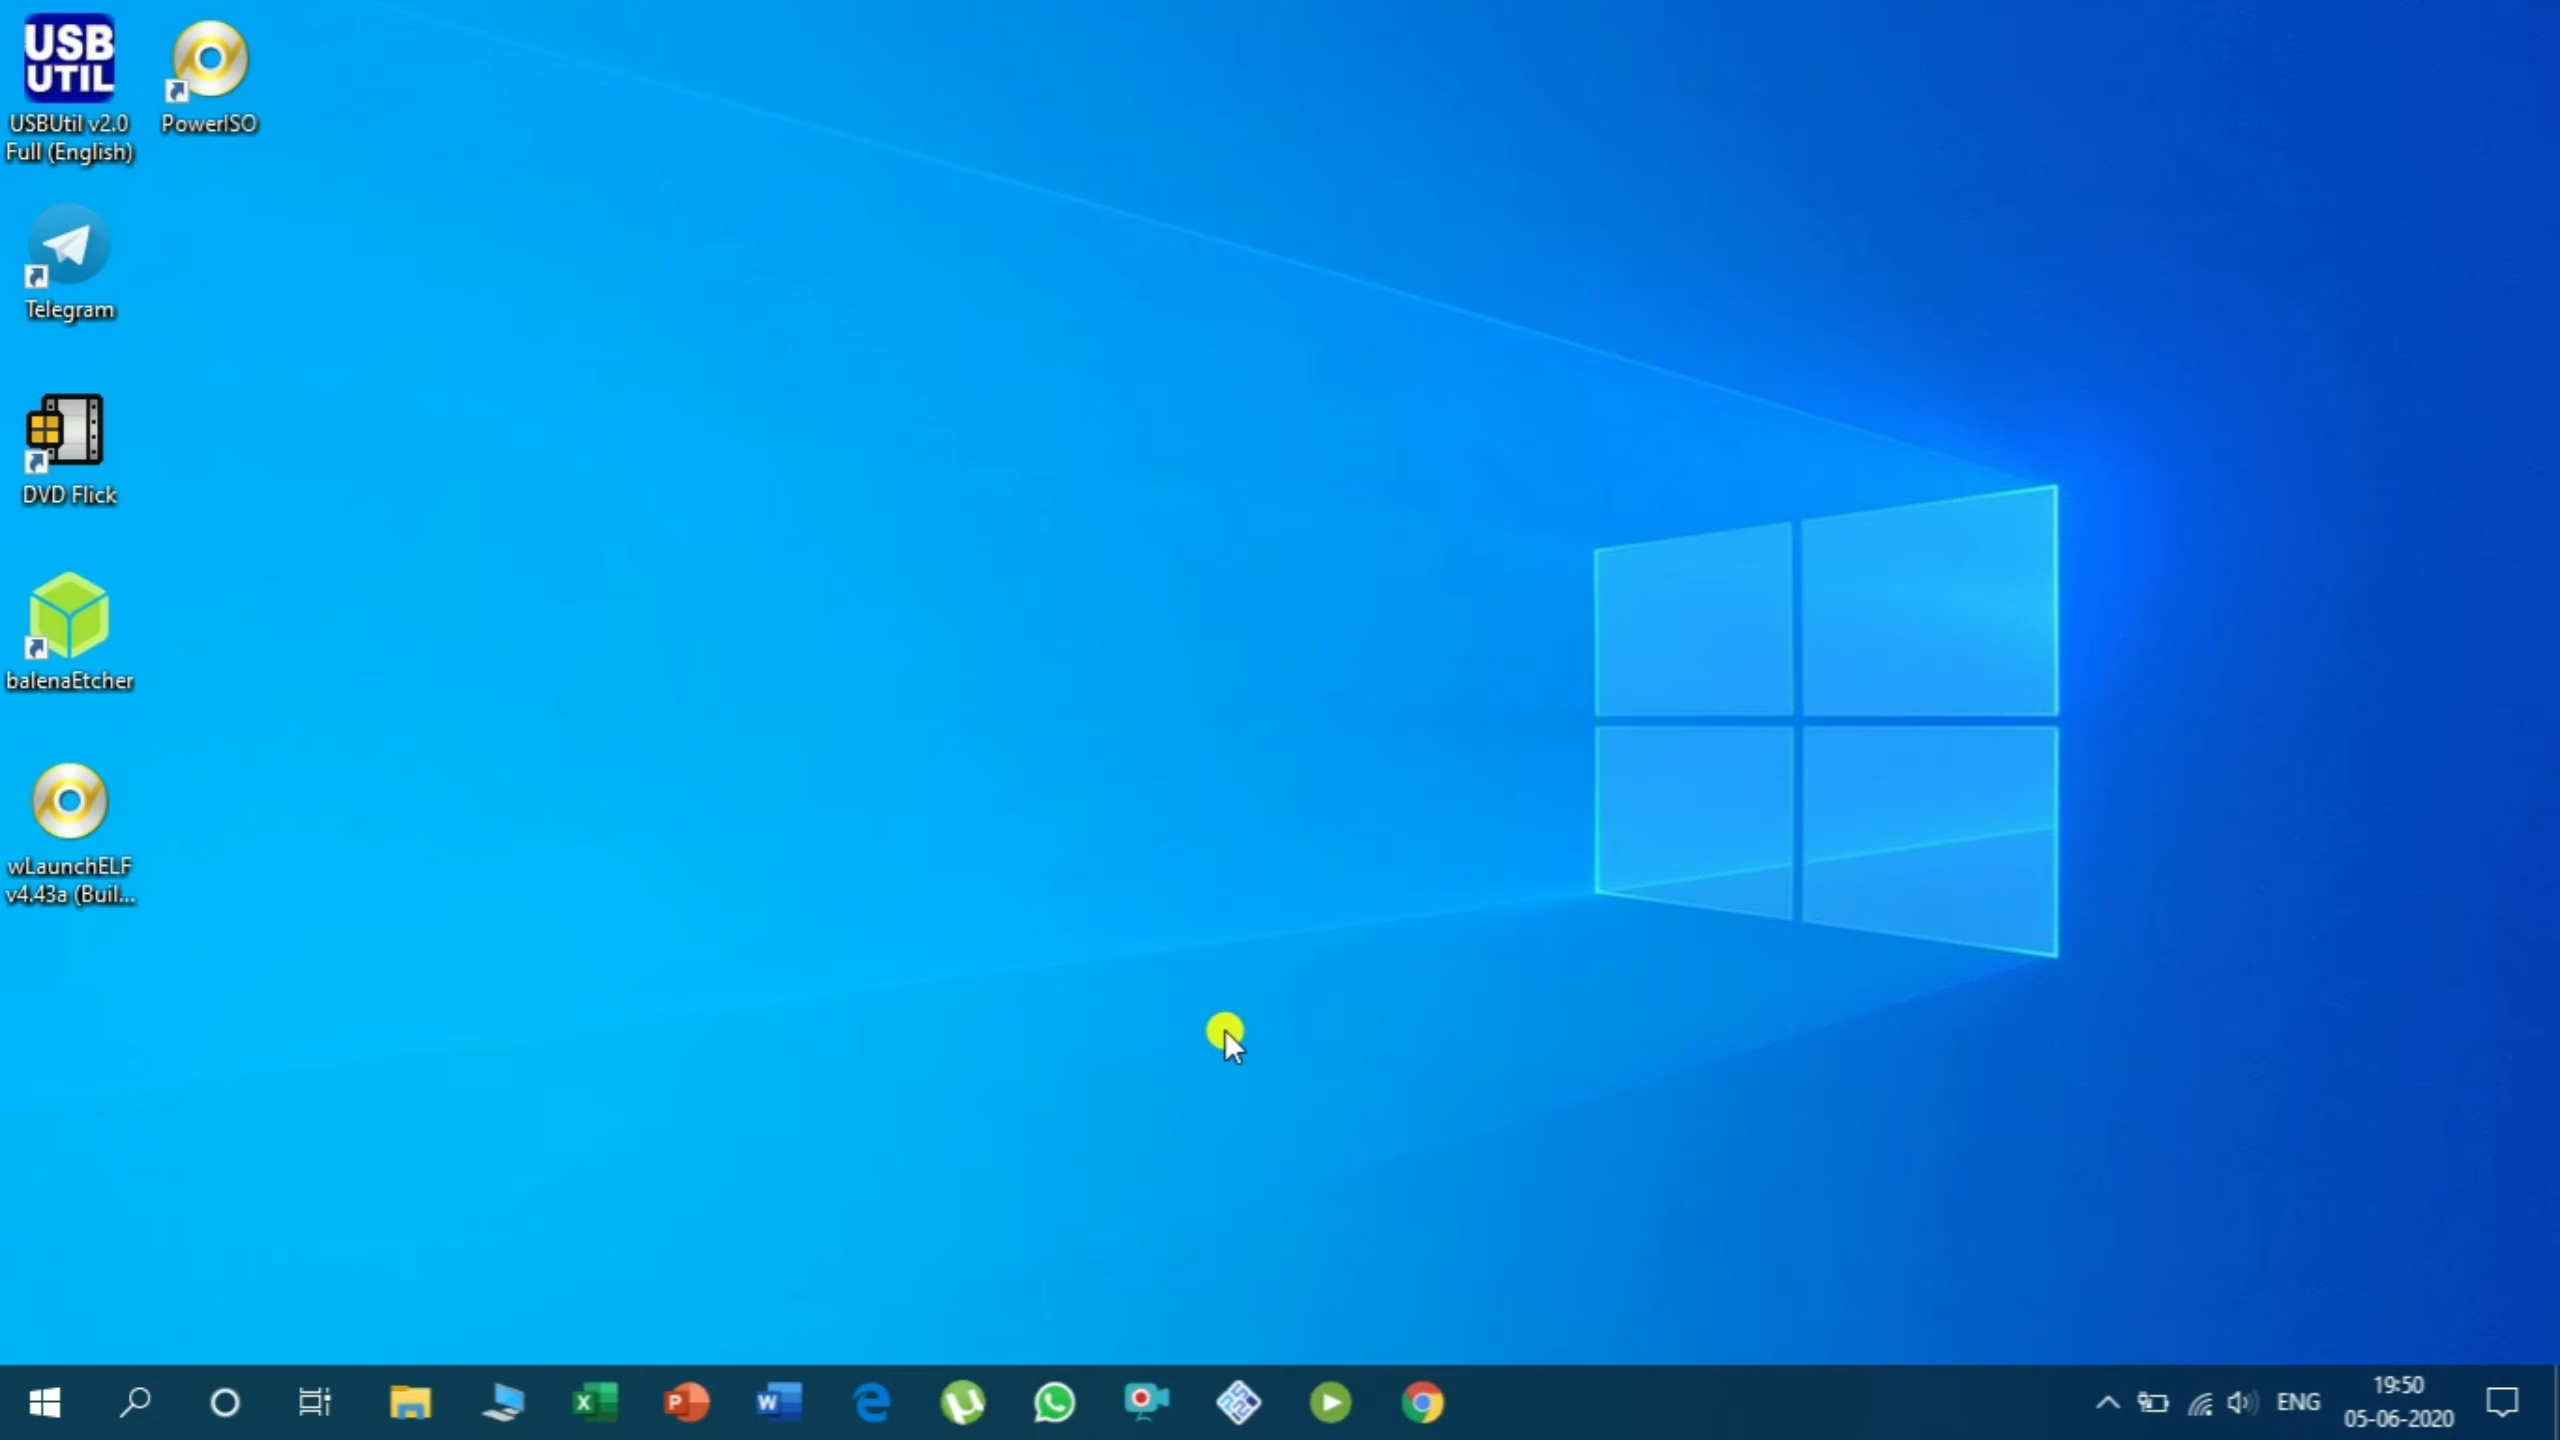 USB
UTIL
USBUtil v2.0
Full (English)
PowerISO
Telegram
DVD Flick
balenaEtcher
wLaunchELF
v4.43a (Buil...
X
P
W
ENG
19:50
05-06-2020